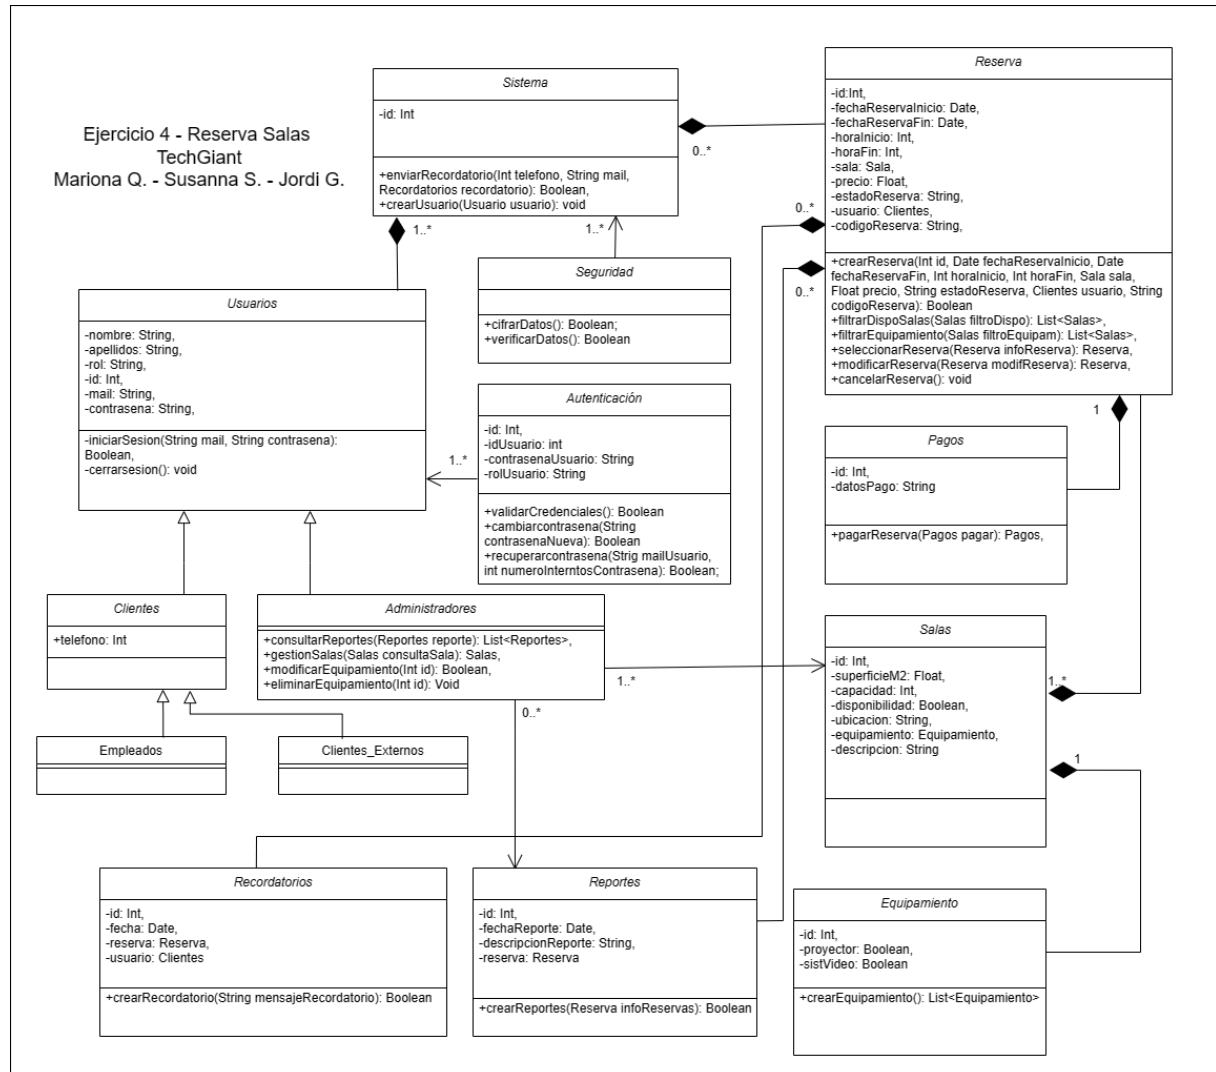 Ejercicio 4 - Reserva Salas
TechGiant
Mariona Q. - Susanna S. - Jordi G.
Sistema
-id: Int
+enviarRecordatorio(Int telefono, String mail,
Recordatorios recordatorio): Boolean,
+crearUsuario(Usuario usuario): void
0..*
1..*
1..*
Reserva
-id:Int,
-fechaReservaInicio: Date,
-fechaReservaFin: Date,
-horaInicio: Int,
-horaFin: Int,
-sala: Sala,
-precio: Float,
-estadoReserva: String,
-usuario: Clientes,
-codigoReserva: String,
+crearReserva(Int id, Date fechaReservaInicio, Date
fechaReservaFin, Int horaInicio, Int horaFin, Sala sala,
Float precio, String estadoReserva, Clientes usuario, String
codigoReserva): Boolean
+filtrarDispoSalas(Salas filtroDispo): List<Salas>,
+filtrarEquipamiento(Salas filtroEquipam): List<Salas>,
+seleccionarReserva(Reserva infoReserva): Reserva,
+modificarReserva(Reserva modifReserva): Reserva,
+cancelarReserva(): void
0..*
0..*
1
Seguridad
+cifrarDatos(): Boolean;
+verificarDatos(): Boolean
Usuarios
-nombre: String,
-apellidos: String,
-rol: String,
-id: Int,
-mail: String,
-contrasena: String,
-iniciarSesion(String mail, String contrasena):
Boolean,
-cerrarsesion(): void
1..*
Autenticación
-id: Int,
-idUsuario: int
-contrasenaUsuario: String
-rolUsuario: String
+validarCredenciales(): Boolean
+cambiarcontrasena(String
contrasenaNueva): Boolean
+recuperarcontrasena(Strig mailUsuario,
int numeroInterntosContrasena): Boolean;
Pagos
-id: Int,
-datosPago: String
+pagarReserva(Pagos pagar): Pagos,
Clientes
+telefono: Int
Administradores
+consultarReportes(Reportes reporte): List<Reportes>,
+gestionSalas(Salas consultaSala): Salas,
+modificarEquipamiento(Int id): Boolean,
+eliminarEquipamiento(Int id): Void
1..*
0..*
Salas
-id: Int,
-superficieM2: Float,
-capacidad: Int,
-disponibilidad: Boolean,
-ubicacion: String,
-equipamiento: Equipamiento,
-descripcion: String
1..*
1
Empleados
Clientes_Externos
Recordatorios
-id: Int,
-fecha: Date,
-reserva: Reserva,
-usuario: Clientes
+crearRecordatorio(String mensajeRecordatorio): Boolean
Reportes
-id: Int,
-fechaReporte: Date,
-descripcionReporte: String,
-reserva: Reserva
+crearReportes(Reserva infoReservas): Boolean
Equipamiento
-id: Int,
-proyector: Boolean,
-sistVideo: Boolean
+crearEquipamiento(): List<Equipamiento>